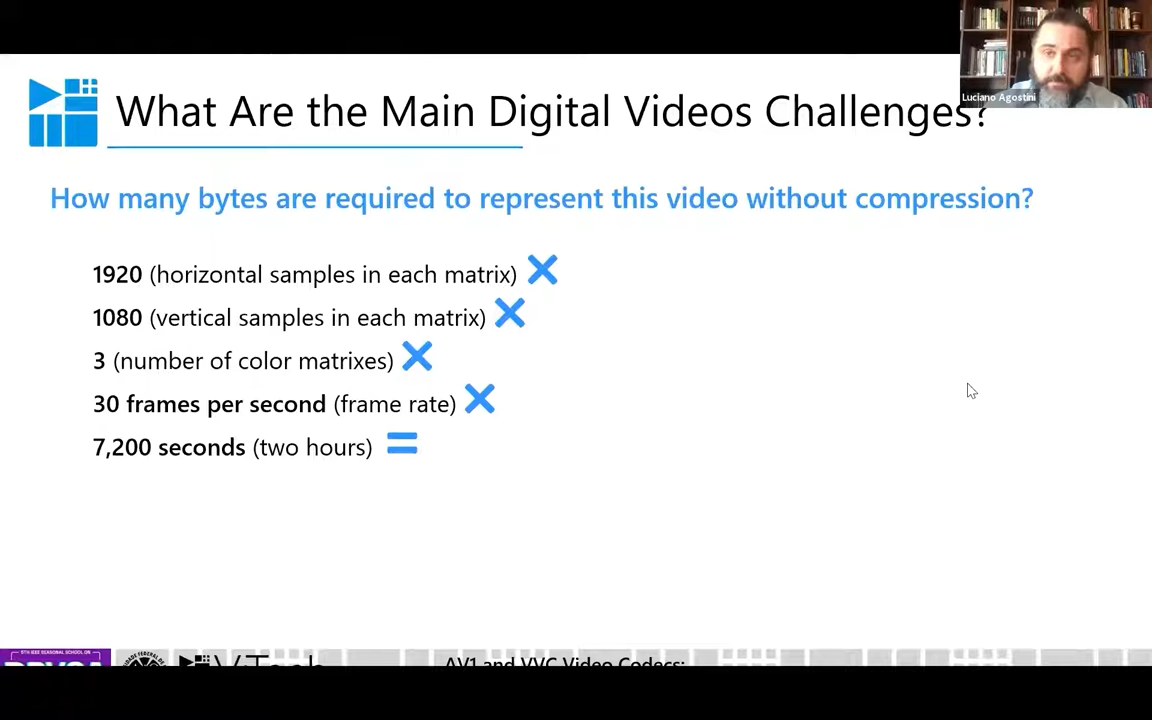 Luciano Agostini
What Are the Main Digital Videos Challenges?
How many bytes are required to represent this video without compression?
1920 (horizontal samples in each matrix)
1080 (vertical samples in each matrix)
3 (number of color matrixes)
30 frames per second (frame rate)
7,200 seconds (two hours)
AV1 and VVC Video Codecs: